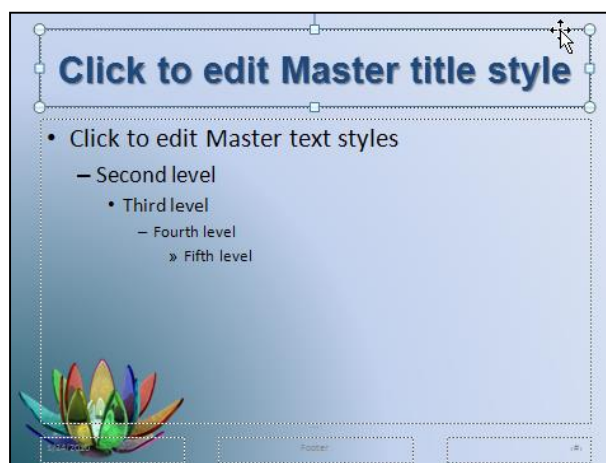 Click to edit Master title style
• Click to edit Master text styles
– Second level
• Third level
– Fourth level
» Fifth level
Footer
‹#›